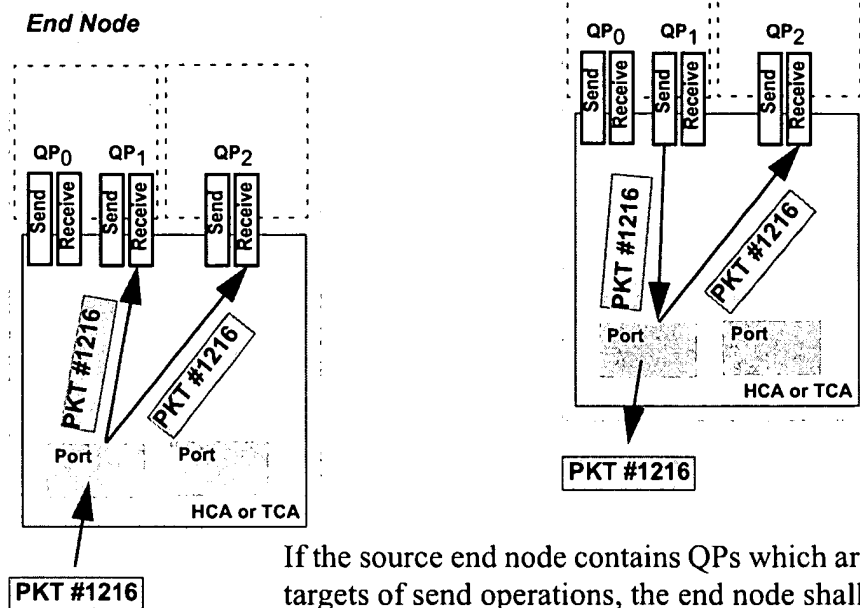 End Node
QP0 QP1 QP2
Send Receive Send Receive Send Receive
PKT #1216 PKT #1216
Port Port
HCA or TCA
PKT #1216
QP0 QP1 QP2
Send Receive Send Receive Send Receive
PKT #1216 PKT #1216
Port Port
HCA or TCA
PKT #1216
If the source end node contains QPs which
targets of send operations, the end node shall